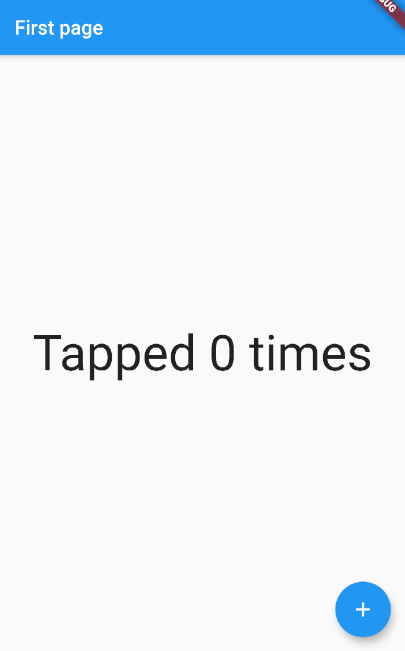 First page
Tapped 0 times
+